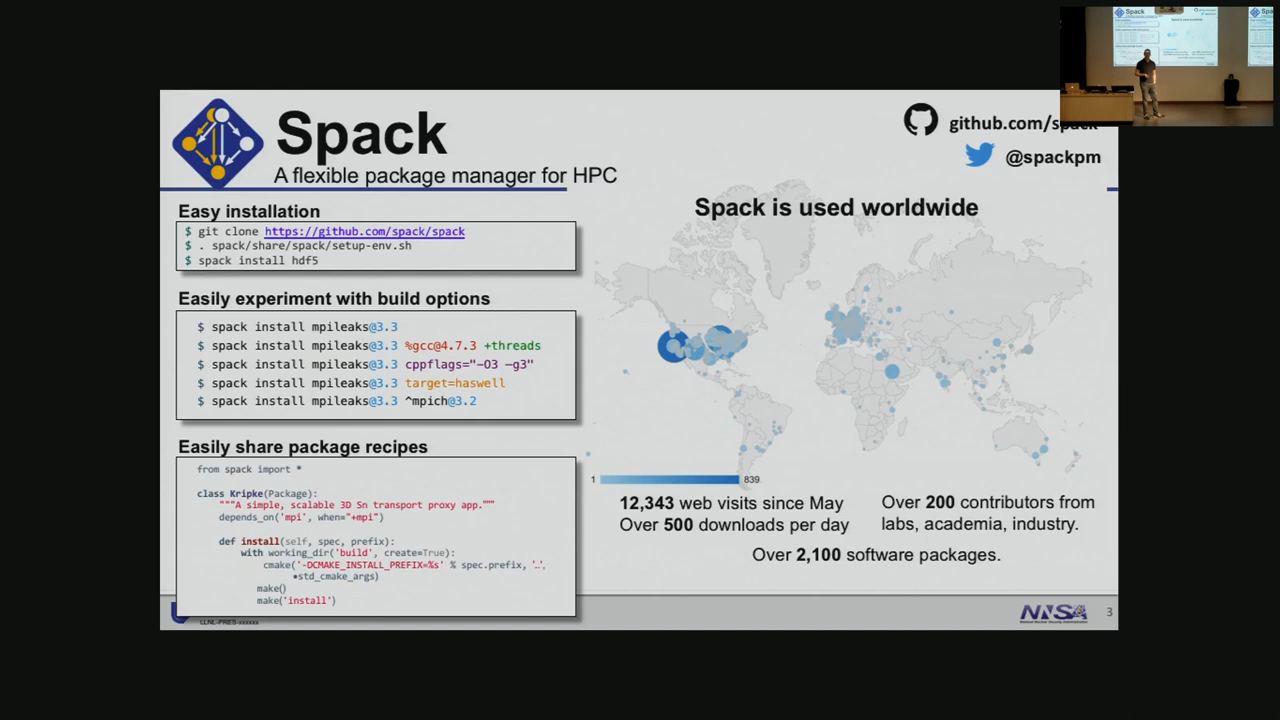 Spack
A flexible package manager for HPC
github.com/spack
@spackpm
Easy installation
$ git clone https://github.com/spack/spack
$ . spack/share/spack/setup-env.sh
$ spack install hdf5
Easily experiment with build options
$ spack install mpileaks@3.3
$ spack install mpileaks@3.3 %gcc@4.7.3 +threads
$ spack install mpileaks@3.3 cppflags="-O3 –g3"
$ spack install mpileaks@3.3 target=haswell
$ spack install mpileaks@3.3 ^mpich@3.2
Easily share package recipes
from spack import *
class Kripke(Package):
"""A simple, scalable 3D Sn transport proxy app."""
depends_on('mpi', when="+mpi")
def install(self, spec, prefix):
with working_dir('build', create=True):
cmake('-DCMAKE_INSTALL_PREFIX=%s' % spec.prefix, '..',
*std_cmake_args)
make()
make('install')
Spack is used worldwide
1 839
12,343 web visits since May
Over 500 downloads per day
Over 200 contributors from
labs, academia, industry.
Over 2,100 software packages.
LLNL-PRES-xxxxxx
NNSA
National Nuclear Security Administration
3